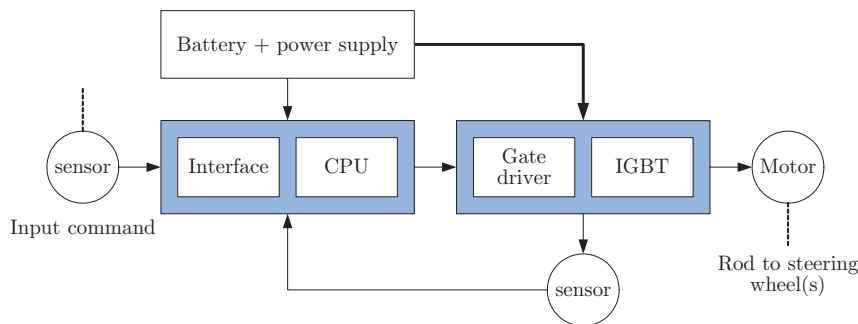 Battery + power supply
sensor
Interface
CPU
Gate
driver
IGBT
Motor
Input command
Rod to steering
wheel(s)
sensor